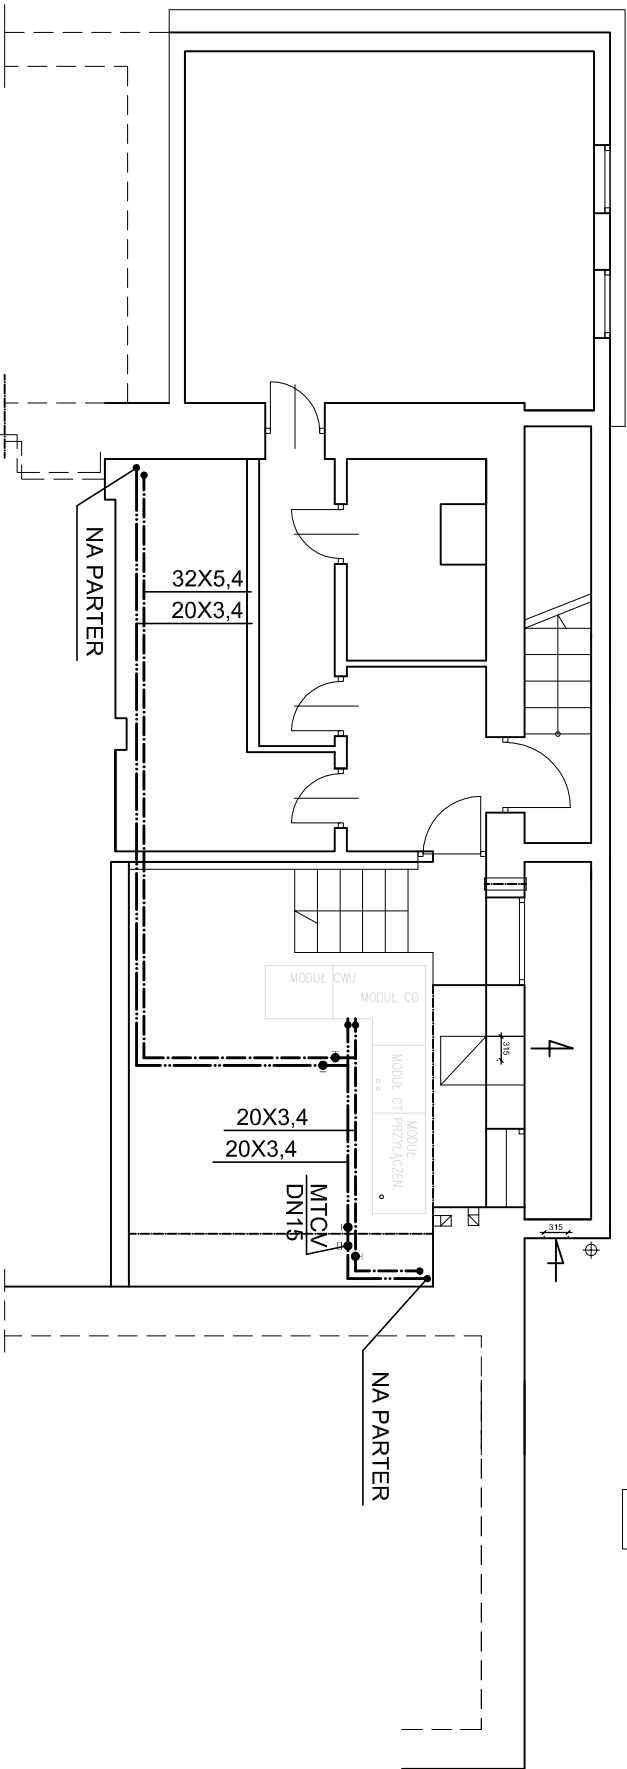 NA PARTER
32X5,4
20X3,4
MODUŁ CWU
MODUŁ CO
315
MODUŁ CT
MODUŁ
PRZYŁĄCZEN.
20X3,4
20X3,4
MTCV
DN15
315
NA PARTER